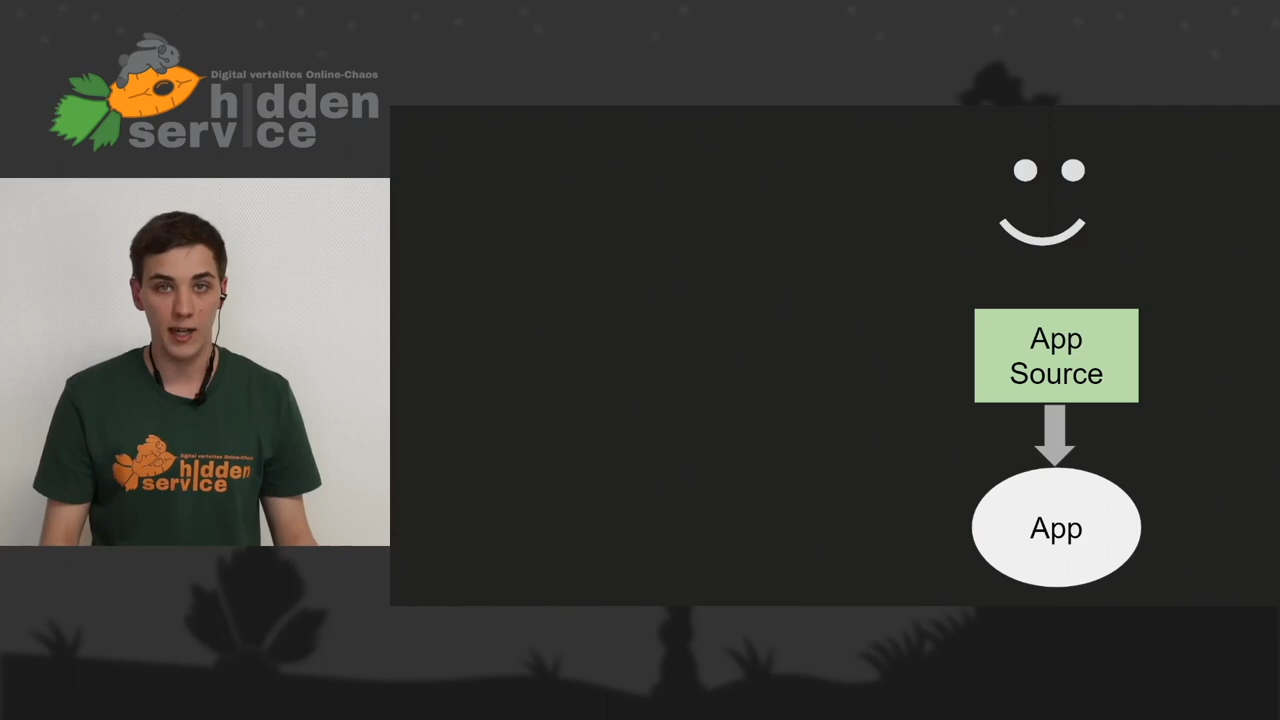 Digital verteiltes Online-Chaos
hidden
service
App
Source
App
Digital verteiltes Online-Chaos
hidden
service